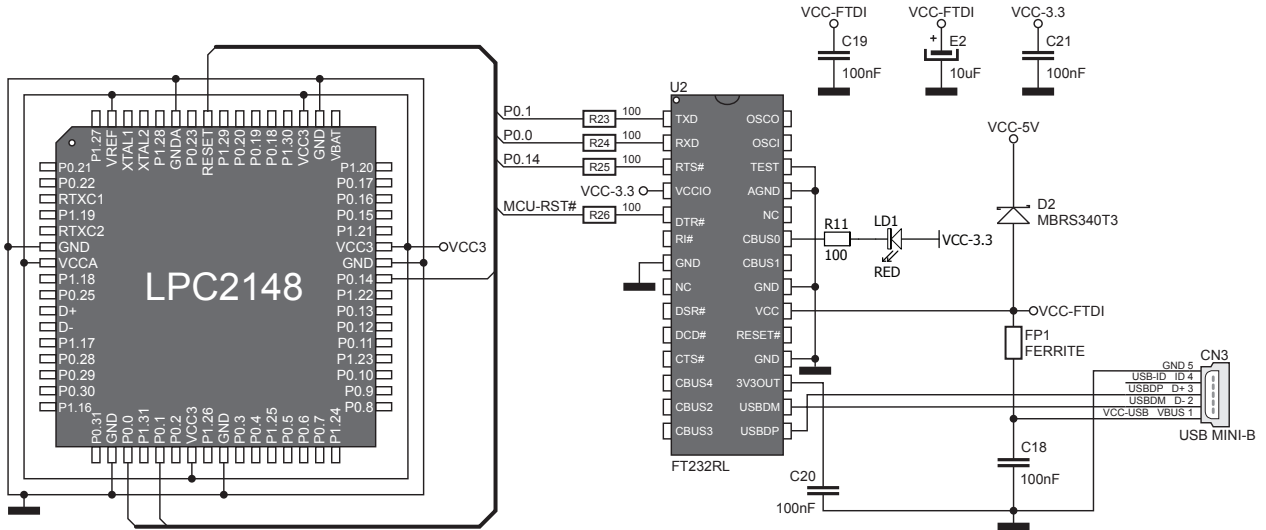 VCC-FTDI
C19
100nF
VCC-FTDI
+
E2
10uF
VCC-3.3
C21
100nF
P1.27
VREF
XTAL1
XTAL2
P1.28
GNDA
P0.23
RESET
P1.29
P0.20
P0.19
P0.18
P1.30
VCC3
GND
VBAT
P0.21
P0.22
RTXC1
P1.19
RTXC2
GND
VCCA
P1.18
P0.25
D+
D-
P1.17
P0.28
P0.29
P0.30
P1.16
LPC2148
P1.20
P0.17
P0.16
P0.15
P1.21
VCC3
GND
P0.14
P1.22
P0.13
P0.12
P0.11
P1.23
P0.10
P0.9
P0.8
P0.31
GND
P0.0
P1.31
P0.1
P0.2
VCC3
P1.26
GND
P0.3
P0.4
P1.25
P0.5
P0.6
P0.7
P1.24
VCC3
P0.1
R23
100
P0.0
R24
100
P0.14
R25
100
VCC-3.3
MCU-RST#
R26
100
U2
TXD
RXD
RTS#
VCCIO
DTR#
RI#
GND
NC
DSR#
DCD#
CTS#
CBUS4
CBUS2
CBUS3
OSCO
OSCI
TEST
AGND
NC
CBUS0
CBUS1
GND
VCC
RESET#
GND
3V3OUT
USBDM
USBDP
FT232RL
R11
100
LD1
RED
VCC-3.3
VCC-5V
D2
MBRS340T3
VCC-FTDI
FP1
FERRITE
CN3
GND 5
USB-ID ID 4
USBDP D+ 3
USBDM D- 2
VCC-USB VBUS 1
USB MINI-B
C18
100nF
C20
100nF